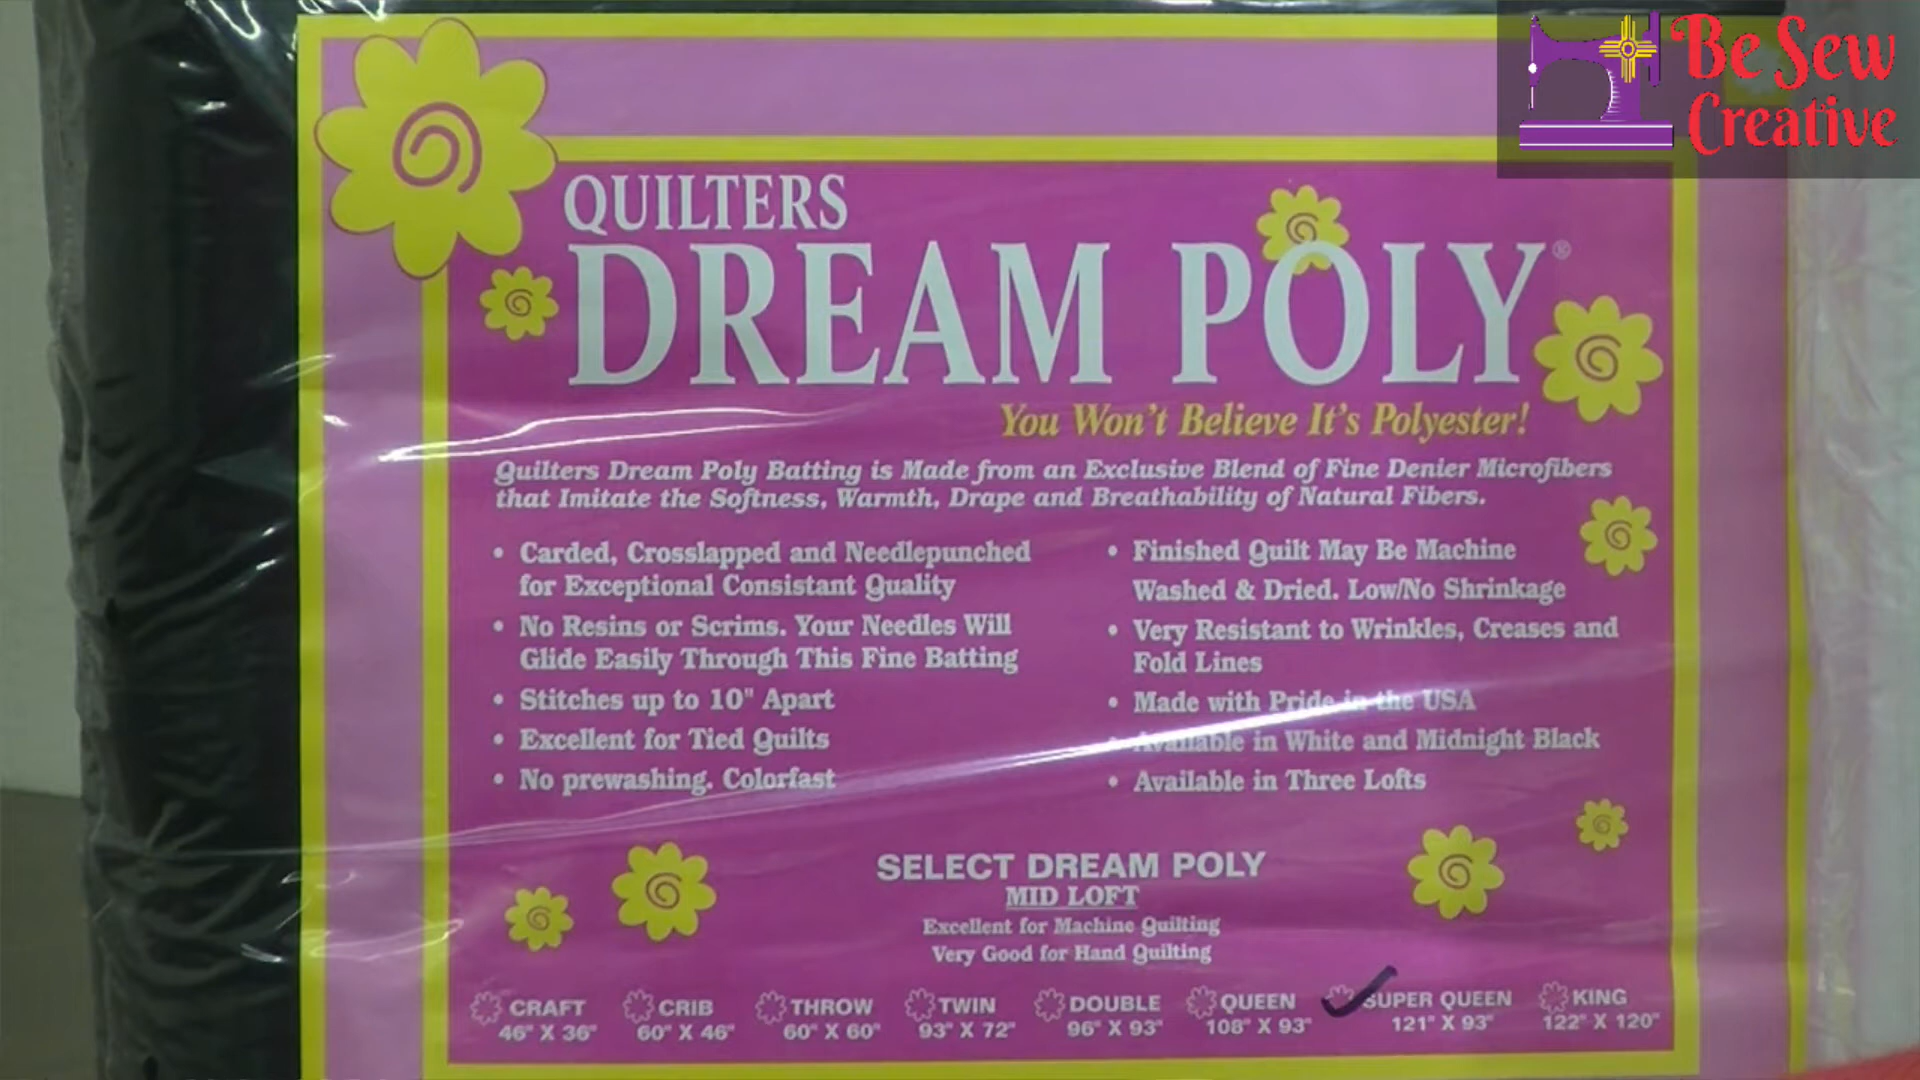 Be Sew
Creative
QUILTERS
DREAM POLY®
You Won't Believe It's Polyester!
Quilters Dream Poly Batting is Made from an Exclusive Blend of Fine Denier Microfibers
that Imitate the Softness, Warmth, Drape and Breathability of Natural Fibers.
• Carded, Crosslapped and Needlepunched
for Exceptional Consistant Quality
• No Resins or Scrims. Your Needles Will
Glide Easily Through This Fine Batting
• Stitches up to 10" Apart
• Excellent for Tied Quilts
• No prewashing. Colorfast
• Finished Quilt May Be Machine
Washed & Dried. Low/No Shrinkage
• Very Resistant to Wrinkles, Creases and
Fold Lines
• Made with Pride in the USA
• Available in White and Midnight Black
• Available in Three Lofts
SELECT DREAM POLY
MID LOFT
Excellent for Machine Quilting
Very Good for Hand Quilting
CRAFT CRIB THROW TWIN DOUBLE QUEEN SUPER QUEEN KING
46" X 36" 60" X 46" 60" X 60" 93" X 72" 96" X 93" 108" X 93" 121" X 93" 122" X 120"